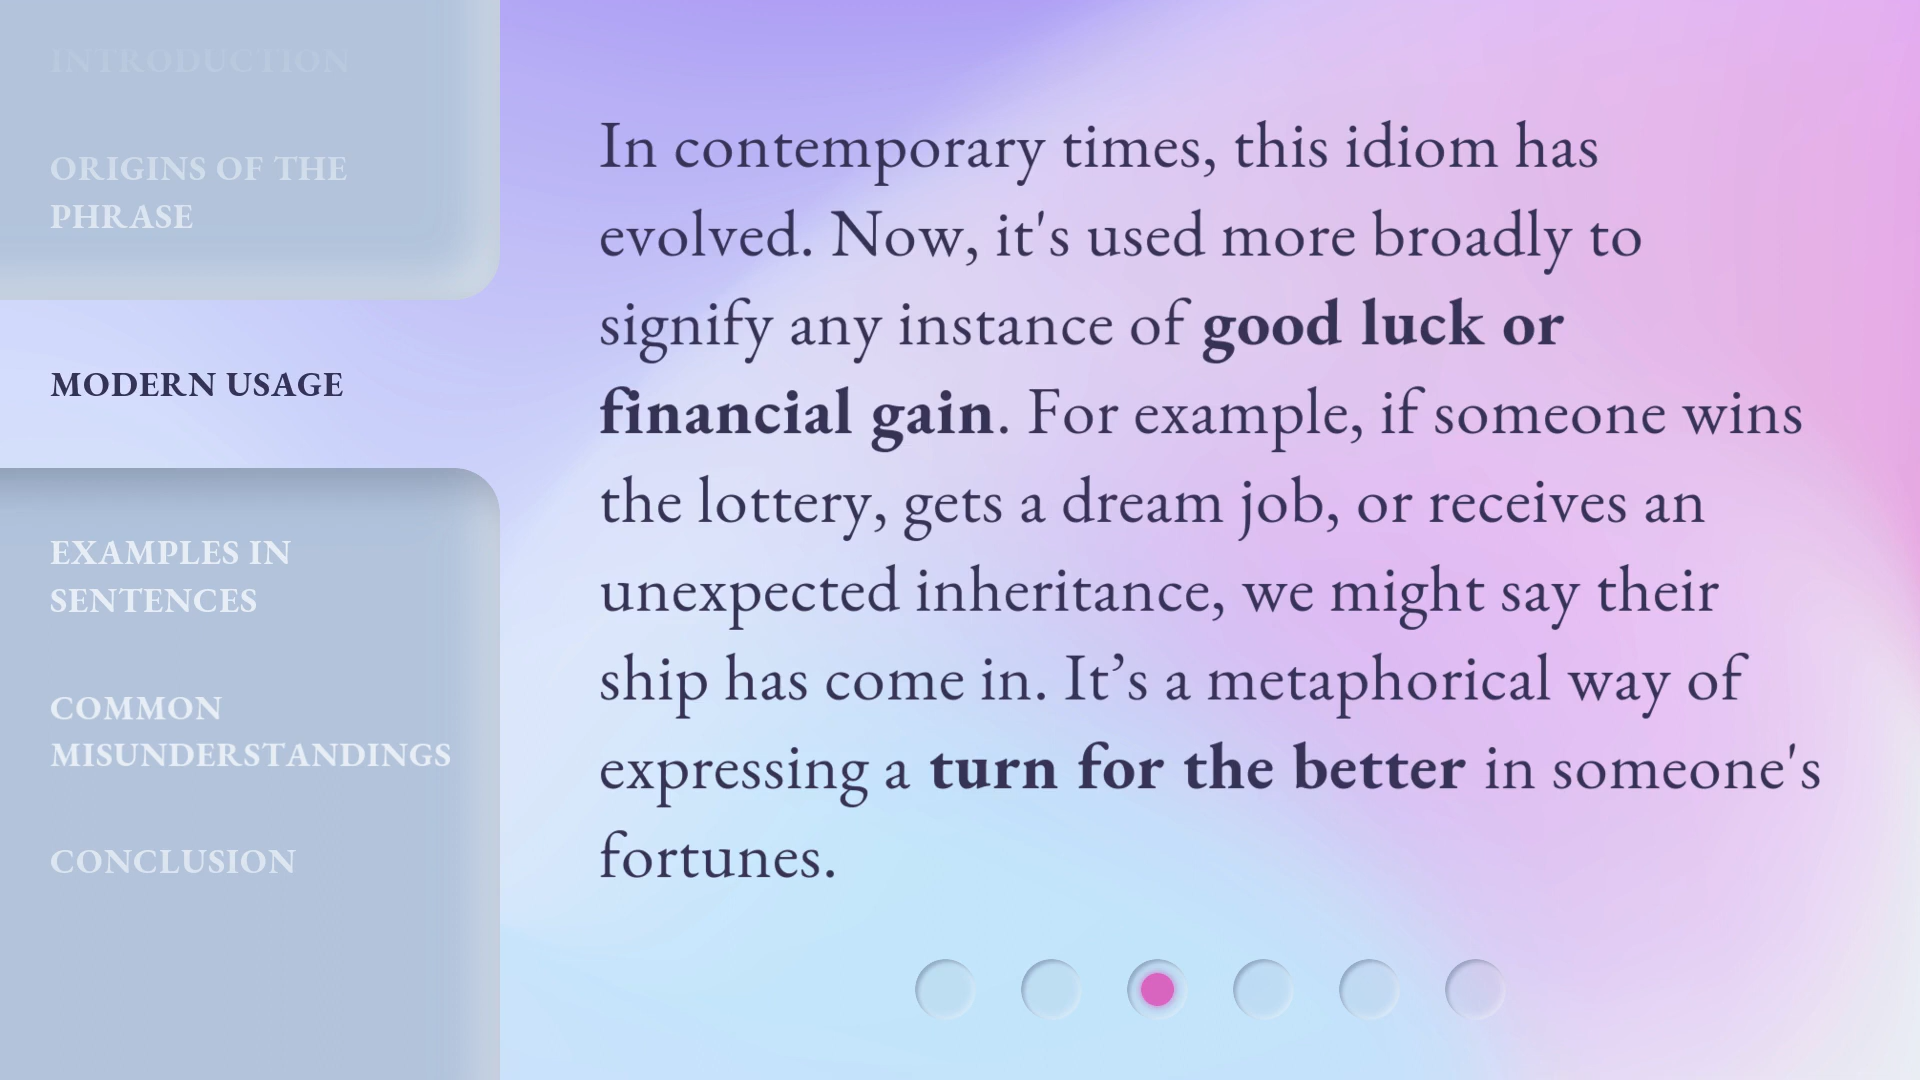 INTRODUCTION
ORIGINS OF THE
PHRASE
MODERN USAGE
EXAMPLES IN
SENTENCES
COMMON
MISUNDERSTANDINGS
CONCLUSION
In contemporary times, this idiom has
evolved. Now, it's used more broadly to
signify any instance of good luck or
financial gain. For example, if someone wins
the lottery, gets a dream job, or receives an
unexpected inheritance, we might say their
ship has come in. It’s a metaphorical way of
expressing a turn for the better in someone's
fortunes.